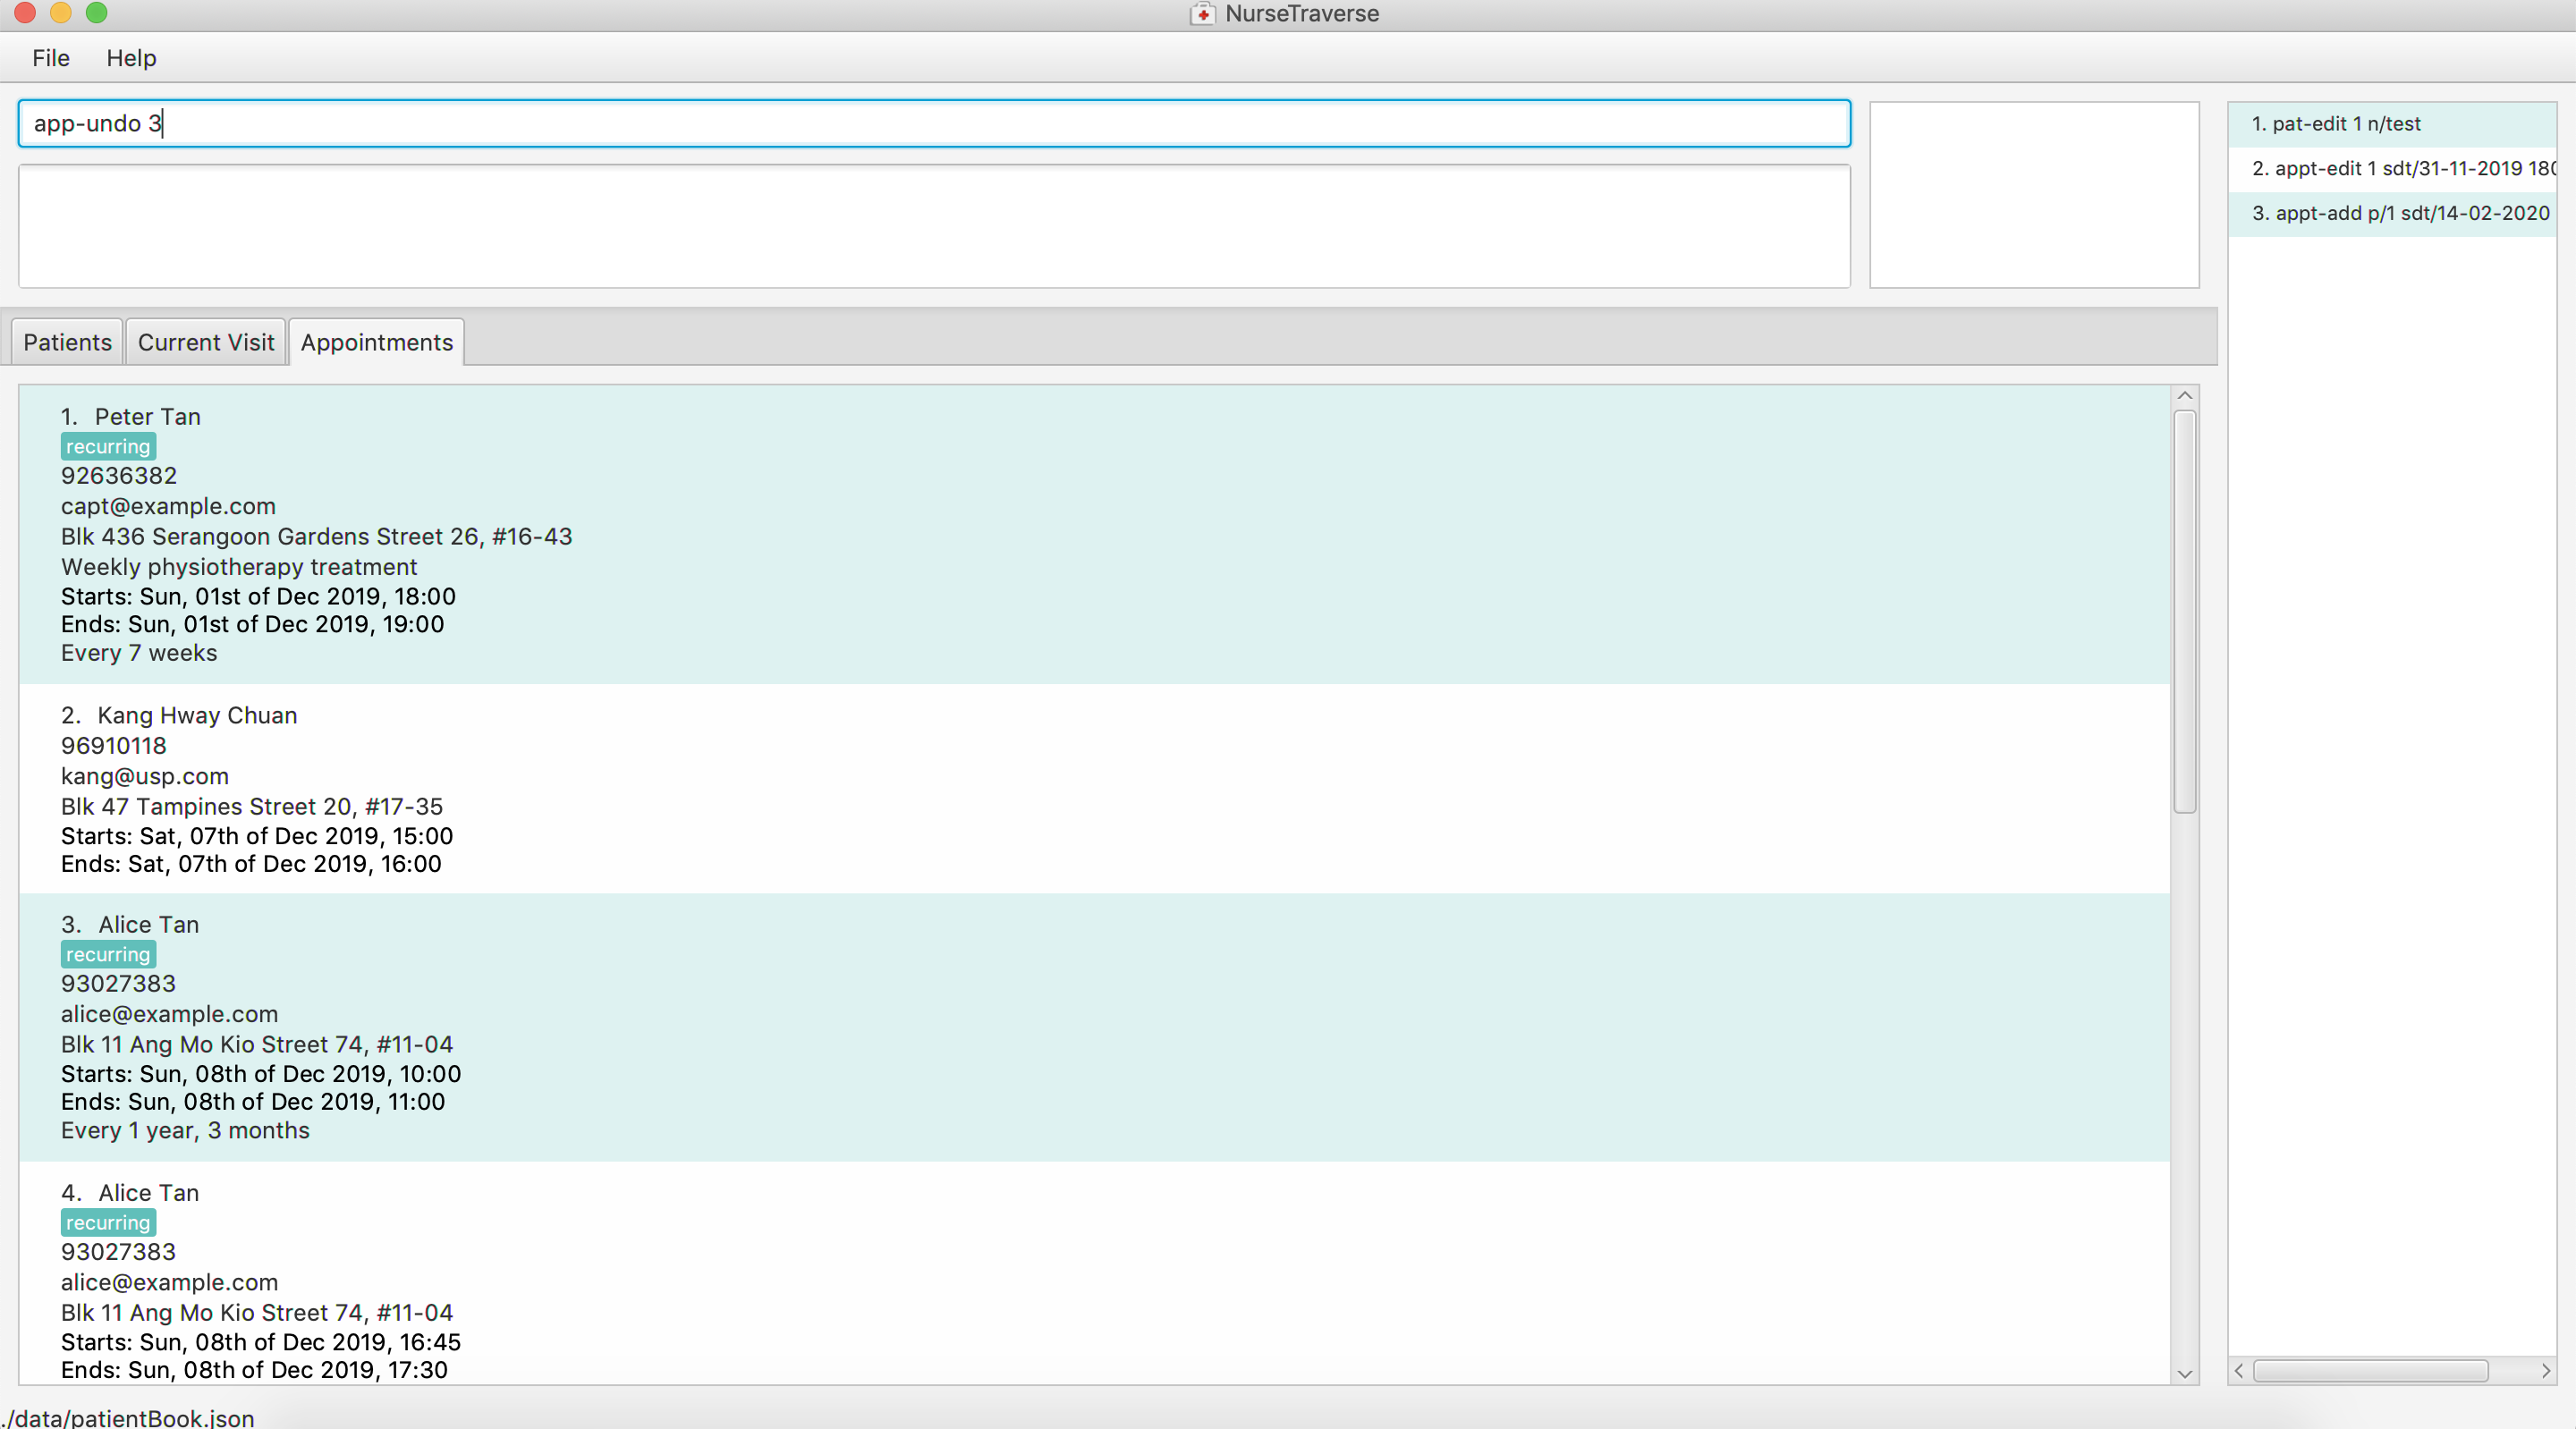 NurseTraverse
File Help
app-undo 3
1. pat-edit 1 n/test
2. appt-edit 1 sdt/31-11-2019 180
3. appt-add p/1 sdt/14-02-2020
Patients Current Visit Appointments
1. Peter Tan
recurring
92636382
capt@example.com
Blk 436 Serangoon Gardens Street 26, #16-43
Weekly physiotherapy treatment
Starts: Sun, 01st of Dec 2019, 18:00
Ends: Sun, 01st of Dec 2019, 19:00
Every 7 weeks
2. Kang Hway Chuan
96910118
kang@usp.com
Blk 47 Tampines Street 20, #17-35
Starts: Sat, 07th of Dec 2019, 15:00
Ends: Sat, 07th of Dec 2019, 16:00
3. Alice Tan
recurring
93027383
alice@example.com
Blk 11 Ang Mo Kio Street 74, #11-04
Starts: Sun, 08th of Dec 2019, 10:00
Ends: Sun, 08th of Dec 2019, 11:00
Every 1 year, 3 months
4. Alice Tan
recurring
93027383
alice@example.com
Blk 11 Ang Mo Kio Street 74, #11-04
Starts: Sun, 08th of Dec 2019, 16:45
Ends: Sun, 08th of Dec 2019, 17:30
./data/patientBook.json